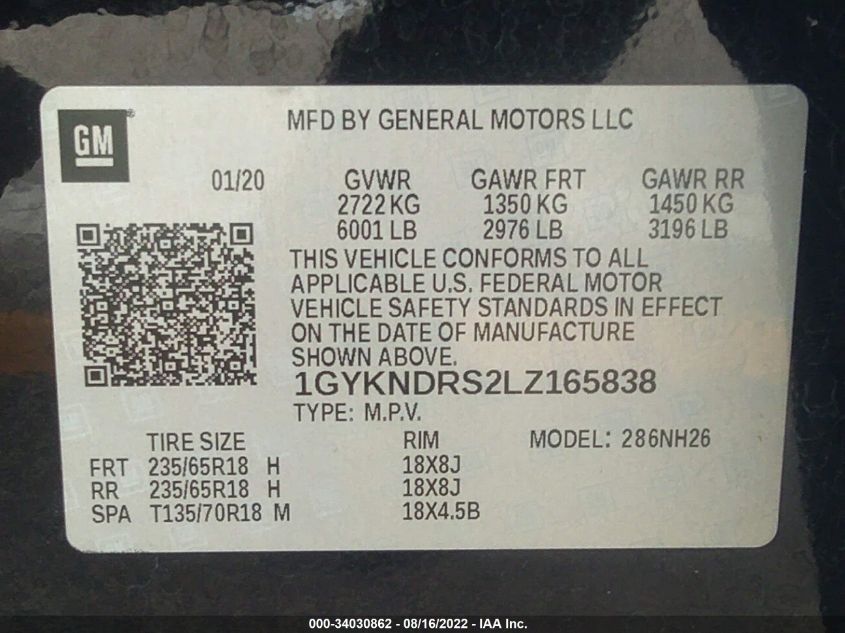 GM
MFD BY GENERAL MOTORS LLC
01/20 GVWR GAWR FRT GAWR RR
2722 KG 1350 KG 1450 KG
6001 LB 2976 LB 3196 LB
THIS VEHICLE CONFORMS TO ALL
APPLICABLE U.S. FEDERAL MOTOR
VEHICLE SAFETY STANDARDS IN EFFECT
ON THE DATE OF MANUFACTURE
SHOWN ABOVE.
1GYKNDRS2LZ165838
TYPE: M.P.V.
TIRE SIZE RIM MODEL: 286NH26
FRT 235/65R18 H 18X8J
RR 235/65R18 H 18X8J
SPA T135/70R18 M 18X4.5B
000-34030862 - 08/16/2022 - IAA Inc.